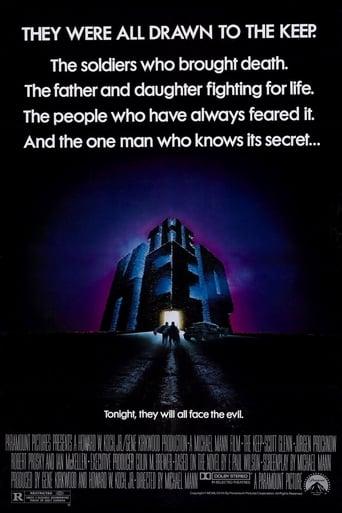 THEY WERE ALL DRAWN TO THE KEEP.
The soldiers who brought death.
The father and daughter fighting for life.
The people who have always feared it.
And the one man who knows its secret...
THE
KEEP
Tonight, they will all face the evil.
PARAMOUNT PICTURES PRESENTS A HOWARD W. KOCH, JR./GENE KIRKWOOD PRODUCTION · A MICHAEL MANN FILM · THE KEEP · SCOTT GLENN · JÜRGEN PROCHNOW
ROBERT PROSKY AND IAN McKELLEN · EXECUTIVE PRODUCER COLIN M. BREWER · BASED ON THE NOVEL BY F. PAUL WILSON · SCREENPLAY BY MICHAEL MANN
PRODUCED BY GENE KIRKWOOD AND HOWARD W. KOCH, JR. · DIRECTED BY MICHAEL MANN A PARAMOUNT PICTURE
R RESTRICTED
DOLBY STEREO
IN SELECTED THEATRES
Paramount